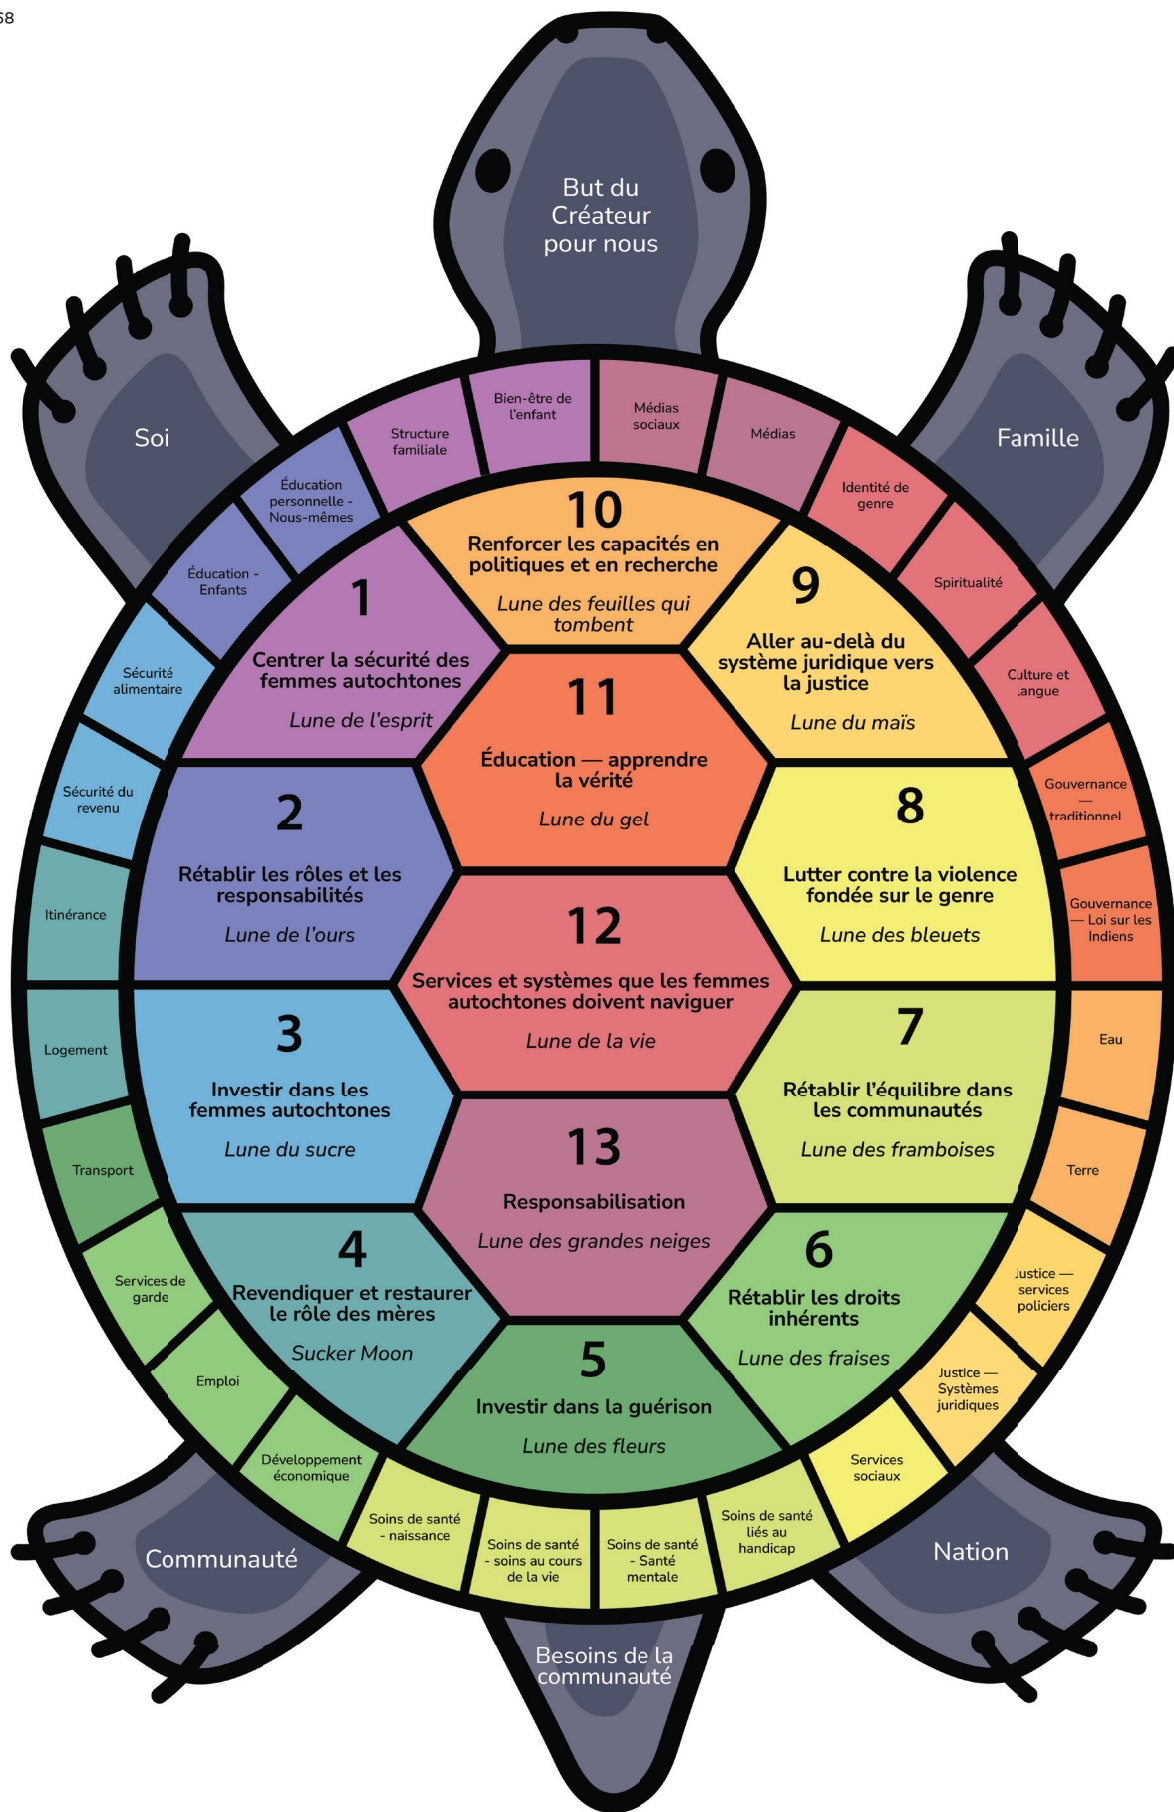 68
But du
Créateur
pour nous
Soi
Famille
Bien-être de
l'enfant
Médias
sociaux
Médias
Structure
familiale
Éducation
personnelle -
Nous-mêmes
Éducation -
Enfants
Identité de
genre
Spiritualité
Culture et
langue
Sécurité
alimentaire
Sécurité du
revenu
Itinérance
Logement
Transport
Services de
garde
Emploi
Développement
économique
Soins de santé
- naissance
Soins de santé
- soins au cours
de la vie
Soins de santé
- Santé
mentale
Soins de santé
liés au
handicap
Services
sociaux
Justice —
Systèmes
juridiques
Justice —
services
policiers
Terre
Eau
Gouvernance
— Loi sur les
Indiens
Gouvernance
—
traditionnel
10
Renforcer les capacités en
politiques et en recherche
Lune des feuilles qui
tombent
1
Centrer la sécurité des
femmes autochtones
Lune de l'esprit
9
Aller au-delà du
système juridique vers
la justice
Lune du maïs
11
Éducation — apprendre
la vérité
Lune du gel
2
Rétablir les rôles et les
responsabilités
Lune de l'ours
8
Lutter contre la violence
fondée sur le genre
Lune des bleuets
12
Services et systèmes que les femmes
autochtones doivent naviguer
Lune de la vie
3
Investir dans les
femmes autochtones
Lune du sucre
7
Rétablir l'équilibre dans
les communautés
Lune des framboises
13
Responsabilisation
Lune des grandes neiges
4
Revendiquer et restaurer
le rôle des mères
Sucker Moon
6
Rétablir les droits
inhérents
Lune des fraises
5
Investir dans la guérison
Lune des fleurs
Communauté
Nation
Besoins de la
communauté